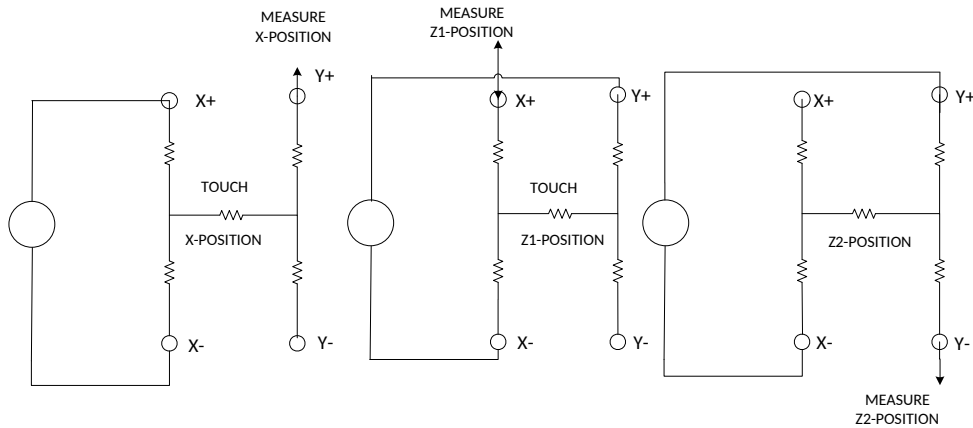 MEASURE
X-POSITION
Y+
X+
TOUCH
X-POSITION
X-
Y-
MEASURE
Z1-POSITION
X+
Y+
TOUCH
Z1-POSITION
X-
Y-
X+
Y+
Z2-POSITION
X-
Y-
MEASURE
Z2-POSITION